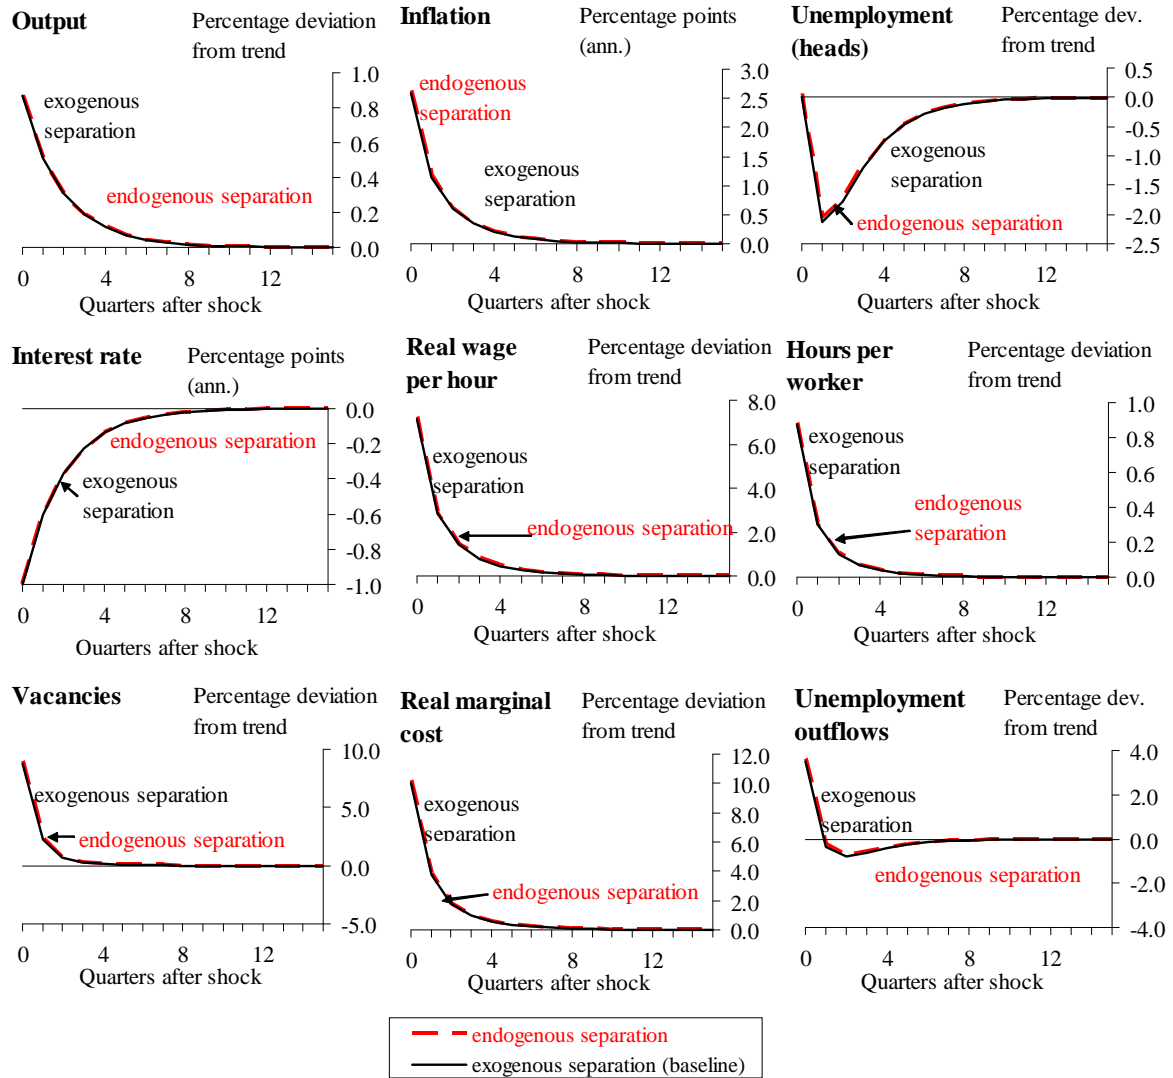 Output
Percentage deviation
from trend
1.0
0.8
0.6
0.4
0.2
0.0
exogenous
separation
endogenous separation
0 4 8 12
Quarters after shock
Inflation
Percentage points
(ann.)
3.0
2.5
2.0
1.5
1.0
0.5
0.0
endogenous
separation
exogenous
separation
0 4 8 12
Quarters after shock
Unemployment
(heads)
Percentage dev.
from trend
0.5
0.0
-0.5
-1.0
-1.5
-2.0
-2.5
exogenous
separation
endogenous separation
0 4 8 12
Quarters after shock
Interest rate
Percentage points
(ann.)
0.0
-0.2
-0.4
-0.6
-0.8
-1.0
endogenous separation
exogenous
separation
0 4 8 12
Ouarters after shock
Real wage
per hour
Percentage deviation
from trend
8.0
6.0
4.0
2.0
0.0
exogenous
separation
endogenous separation
0 4 8 12
Quarters after shock
Hours per
worker
Percentage deviation
from trend
1.0
0.8
0.6
0.4
0.2
0.0
exogenous
separation
endogenous
separation
0 4 8 12
Quarters after shock
Vacancies
Percentage deviation
from trend
10.0
5.0
0.0
-5.0
exogenous separation
endogenous separation
0 4 8 12
Quarters after shock
Real marginal
cost
Percentage deviation
from trend
12.0
10.0
8.0
6.0
4.0
2.0
0.0
exogenous
separation
endogenous separation
0 4 8 12
Quarters after shock
Unemployment
outflows
Percentage dev.
from trend
4.0
2.0
0.0
-2.0
-4.0
exogenous
separation
endogenous separation
0 4 8 12
Quarters after shock
endogenous separation
exogenous separation (baseline)